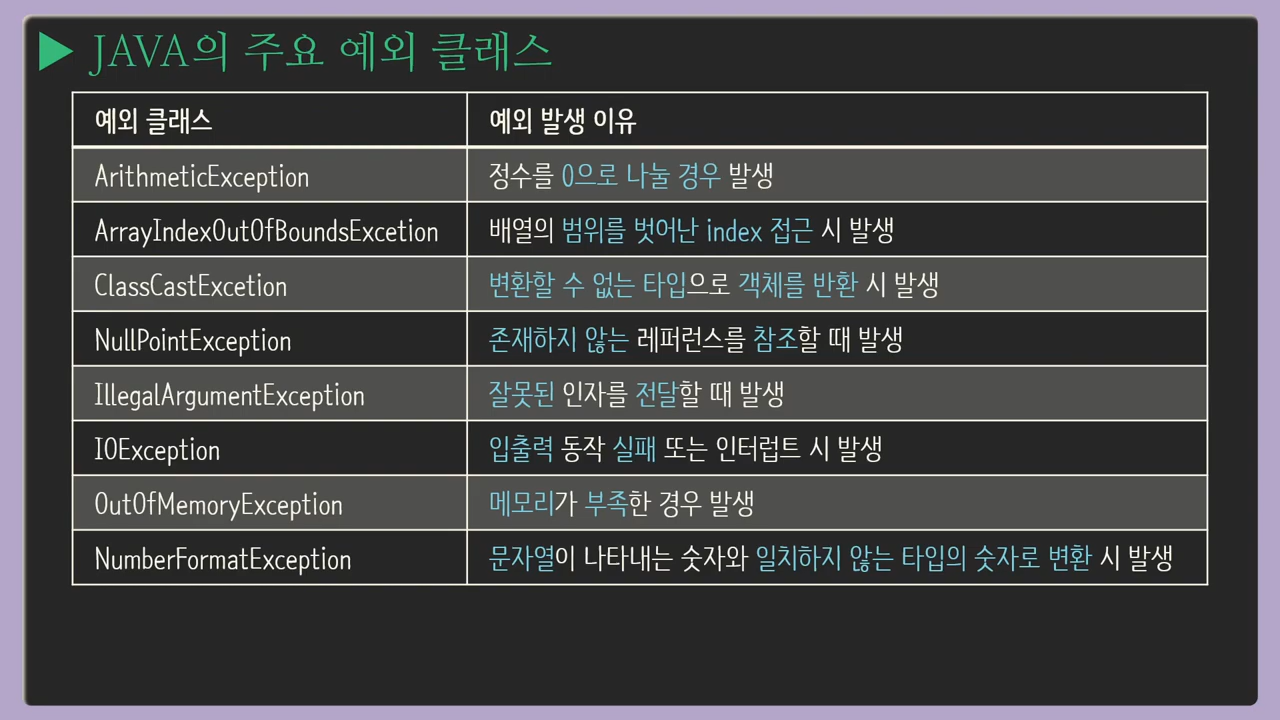 ▶ JAVA의 주요 예외 클래스
예외 클래스 예외 발생 이유
ArithmeticException 정수를 0으로 나눌 경우 발생
ArrayIndexOutOfBoundsExcetion 배열의 범위를 벗어난 index 접근 시 발생
ClassCastExcetion 변환할 수 없는 타입으로 객체를 반환 시 발생
NullPointException 존재하지 않는 레퍼런스를 참조할 때 발생
IllegalArgumentException 잘못된 인자를 전달할 때 발생
IOException 입출력 동작 실패 또는 인터럽트 시 발생
OutOfMemoryException 메모리가 부족한 경우 발생
NumberFormatException 문자열이 나타내는 숫자와 일치하지 않는 타입의 숫자로 변환 시 발생